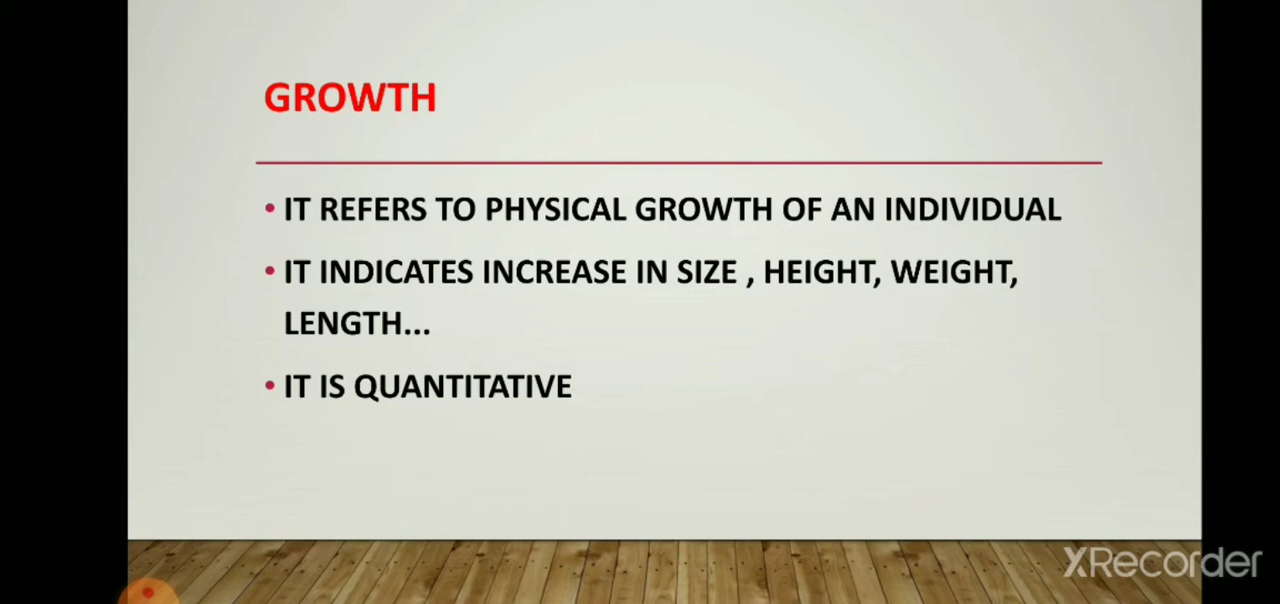 GROWTH
• IT REFERS TO PHYSICAL GROWTH OF AN INDIVIDUAL
• IT INDICATES INCREASE IN SIZE , HEIGHT, WEIGHT,
LENGTH...
• IT IS QUANTITATIVE
XRecorder